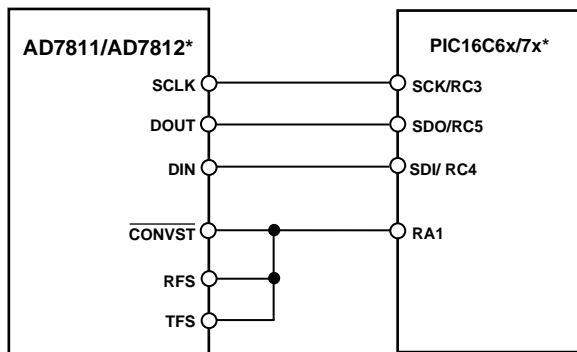 AD7811/AD7812*
PIC16C6x/7x*
SCLK
SCK/RC3
DOUT
SDO/RC5
DIN
SDI/ RC4
CONVST
RA1
RFS
TFS